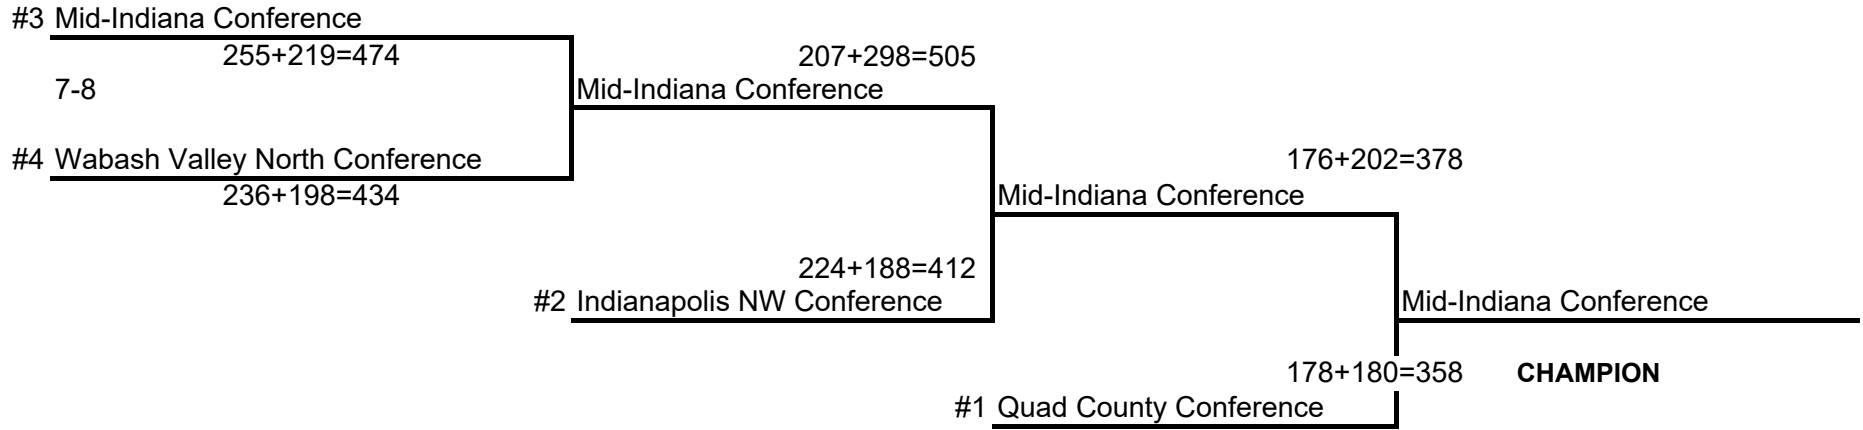 #3 Mid-Indiana Conference
255+219=474
207+298=505
7-8
Mid-Indiana Conference
#4 Wabash Valley North Conference
176+202=378
236+198=434
Mid-Indiana Conference
224+188=412
#2 Indianapolis NW Conference
Mid-Indiana Conference
178+180=358
CHAMPION
#1 Quad County Conference